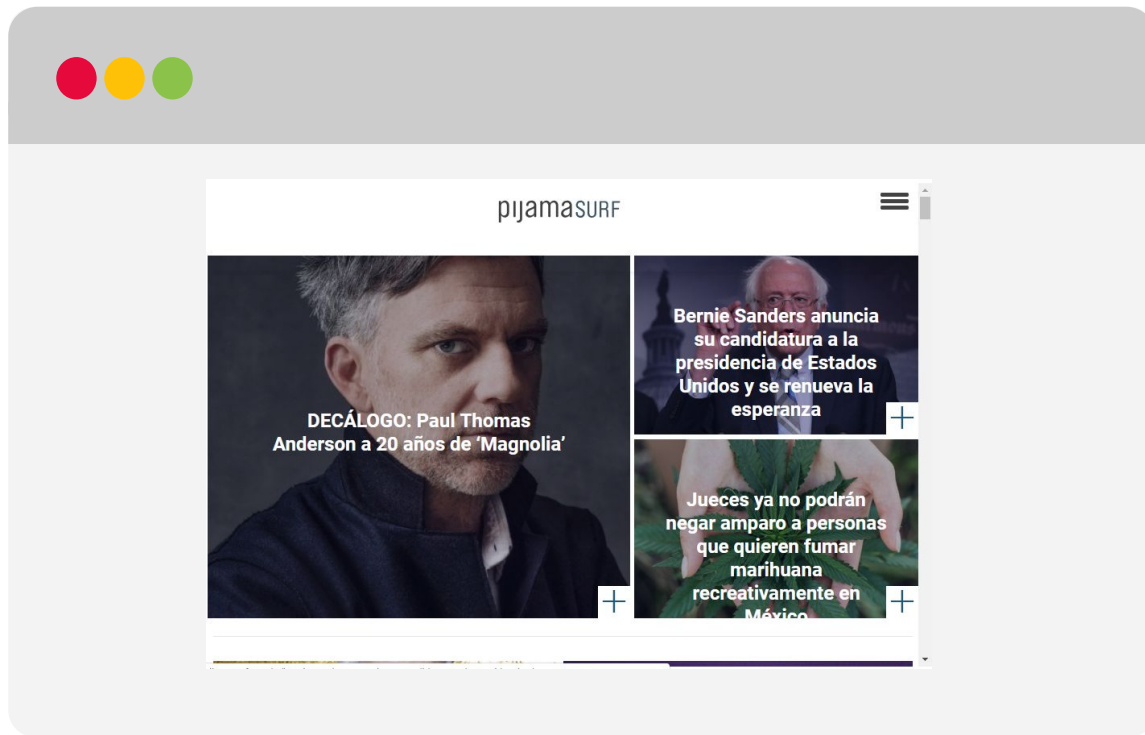 pijamasurf
DECÁLOGO: Paul Thomas
Anderson a 20 años de ‘Magnolia’
Bernie Sanders anuncia
su candidatura a la
presidencia de Estados
Unidos y se renueva la
esperanza
Jueces ya no podrán
negar amparo a personas
que quieren fumar
marihuana
recreativamente en
México